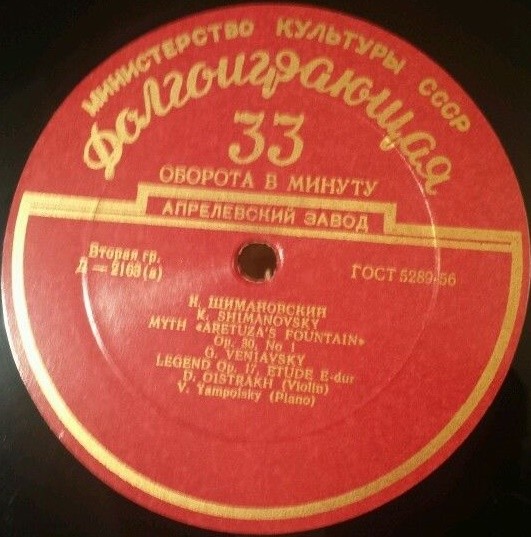 МИНИСТЕРСТВО КУЛЬТУРЫ СССР
Долгоиграющая
33
ОБОРОТА В МИНУТУ
АПРЕЛЕВСКИЙ ЗАВОД
Вторая гр.
Д — 2163 (а)
ГОСТ 5289-56
К. ШИМАНОВСКИЙ
K. SHIMANOVSKY
MYTH «ARETUZA'S FOUNTAIN»
Op. 30, No 1
G. VENIAVSKY
LEGEND Op. 17, ETUDE E-dur
D. OISTRAKH (Violin)
V. Yampolsky (Piano)